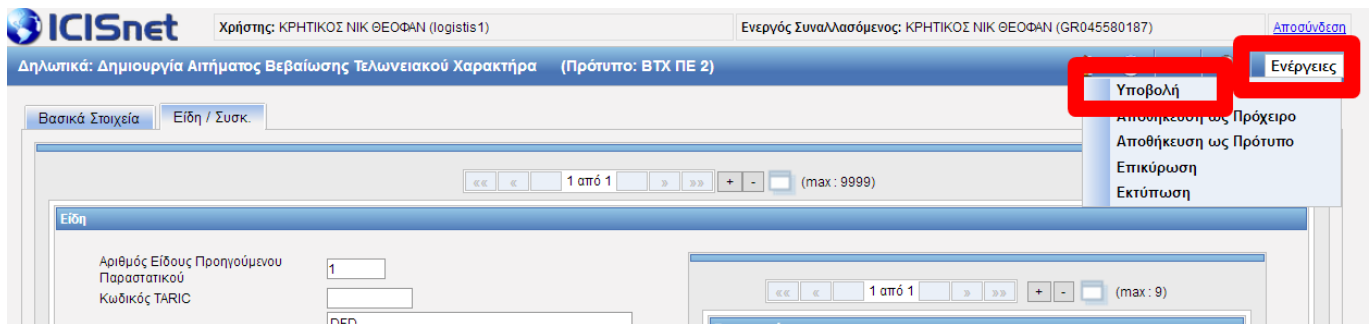 ICISnet Χρήστης: ΚΡΗΤΙΚΟΣ ΝΙΚ ΘΕΟΦΑΝ (logistis1) Ενεργός Συναλλασόμενος: ΚΡΗΤΙΚΟΣ ΝΙΚ ΘΕΟΦΑΝ (GR045580187) Αποσύνδεση
Δηλωτικά: Δημιουργία Αιτήματος Βεβαίωσης Τελωνειακού Χαρακτήρα (Πρότυπο: ΒΤΧ ΠΕ 2) Ενέργειες
Υποβολή
Βασικά Στοιχεία Είδη / Συσκ.
Αποθήκευση ως Πρόχειρο
Αποθήκευση ως Πρότυπο
Επικύρωση
Εκτύπωση
«« « 1 από 1 » »» + - (max : 9999)
Είδη
Αριθμός Είδους Προηγούμενου
Παραστατικού
1
Κωδικός TARIC
«« « 1 από 1 » »» + - (max : 9)